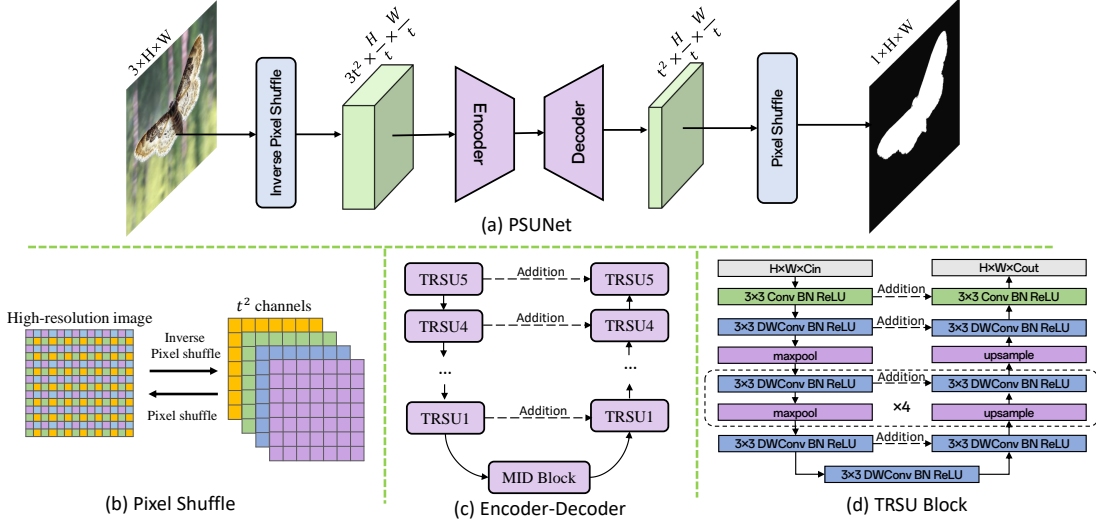 3×H×W
Inverse Pixel Shuffle
3t² × H/t × W/t
Encoder
Decoder
t² × H/t × W/t
Pixel Shuffle
1×H×W
(a) PSUNet
High-resolution image
t² channels
Inverse
Pixel shuffle
Pixel shuffle
(b) Pixel Shuffle
TRSU5
Addition
TRSU5
TRSU4
Addition
TRSU4
...
...
TRSU1
Addition
TRSU1
MID Block
(c) Encoder-Decoder
H×W×Cin
H×W×Cout
3×3 Conv BN ReLU
Addition
3×3 Conv BN ReLU
3×3 DWConv BN ReLU
Addition
3×3 DWConv BN ReLU
maxpool
upsample
3×3 DWConv BN ReLU
Addition
3×3 DWConv BN ReLU
maxpool
×4
upsample
3×3 DWConv BN ReLU
Addition
3×3 DWConv BN ReLU
3×3 DWConv BN ReLU
(d) TRSU Block